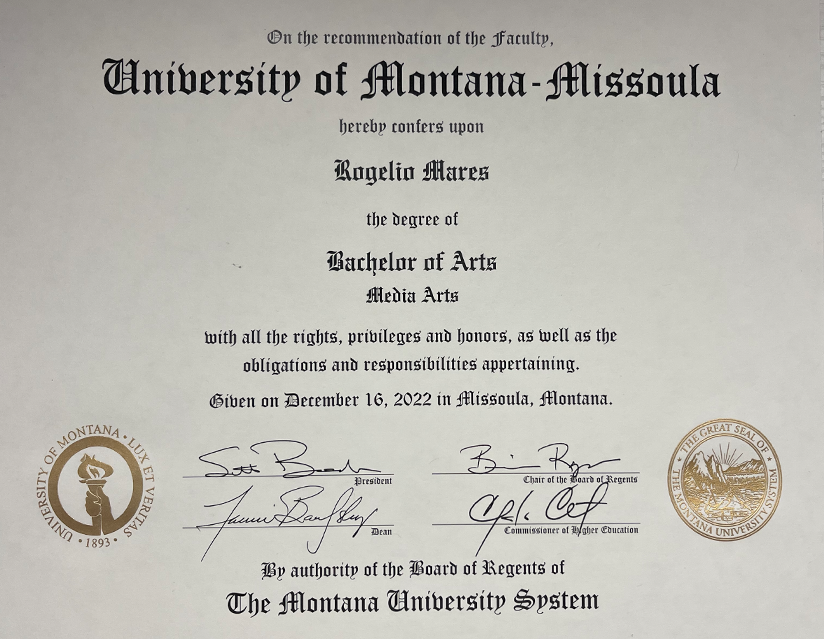 On the recommendation of the Faculty,
University of Montana-Missoula
hereby confers upon
Rogelio Mares
the degree of
Bachelor of Arts
Media Arts
with all the rights, privileges and honors, as well as the
obligations and responsibilities appertaining.
Given on December 16, 2022 in Missoula, Montana.
UNIVERSITY OF MONTANA · LUX ET VERITAS
· 1893 ·
President
Chair of the Board of Regents
Dean
Commissioner of Higher Education
THE GREAT SEAL OF
THE MONTANA UNIVERSITY SYSTEM
By authority of the Board of Regents of
The Montana University System